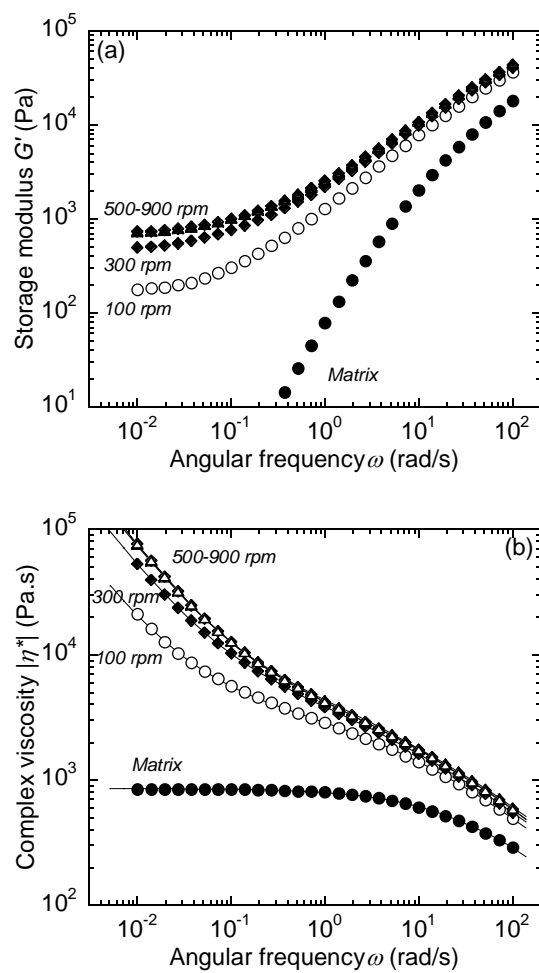 (a)
Storage modulus G' (Pa)
10^5
10^4
10^3
10^2
10^1
500-900 rpm
300 rpm
100 rpm
Matrix
10^-2 10^-1 10^0 10^1 10^2
Angular frequency ω (rad/s)
(b)
Complex viscosity |η*| (Pa.s)
10^5
10^4
10^3
10^2
500-900 rpm
300 rpm
100 rpm
Matrix
10^-2 10^-1 10^0 10^1 10^2
Angular frequency ω (rad/s)